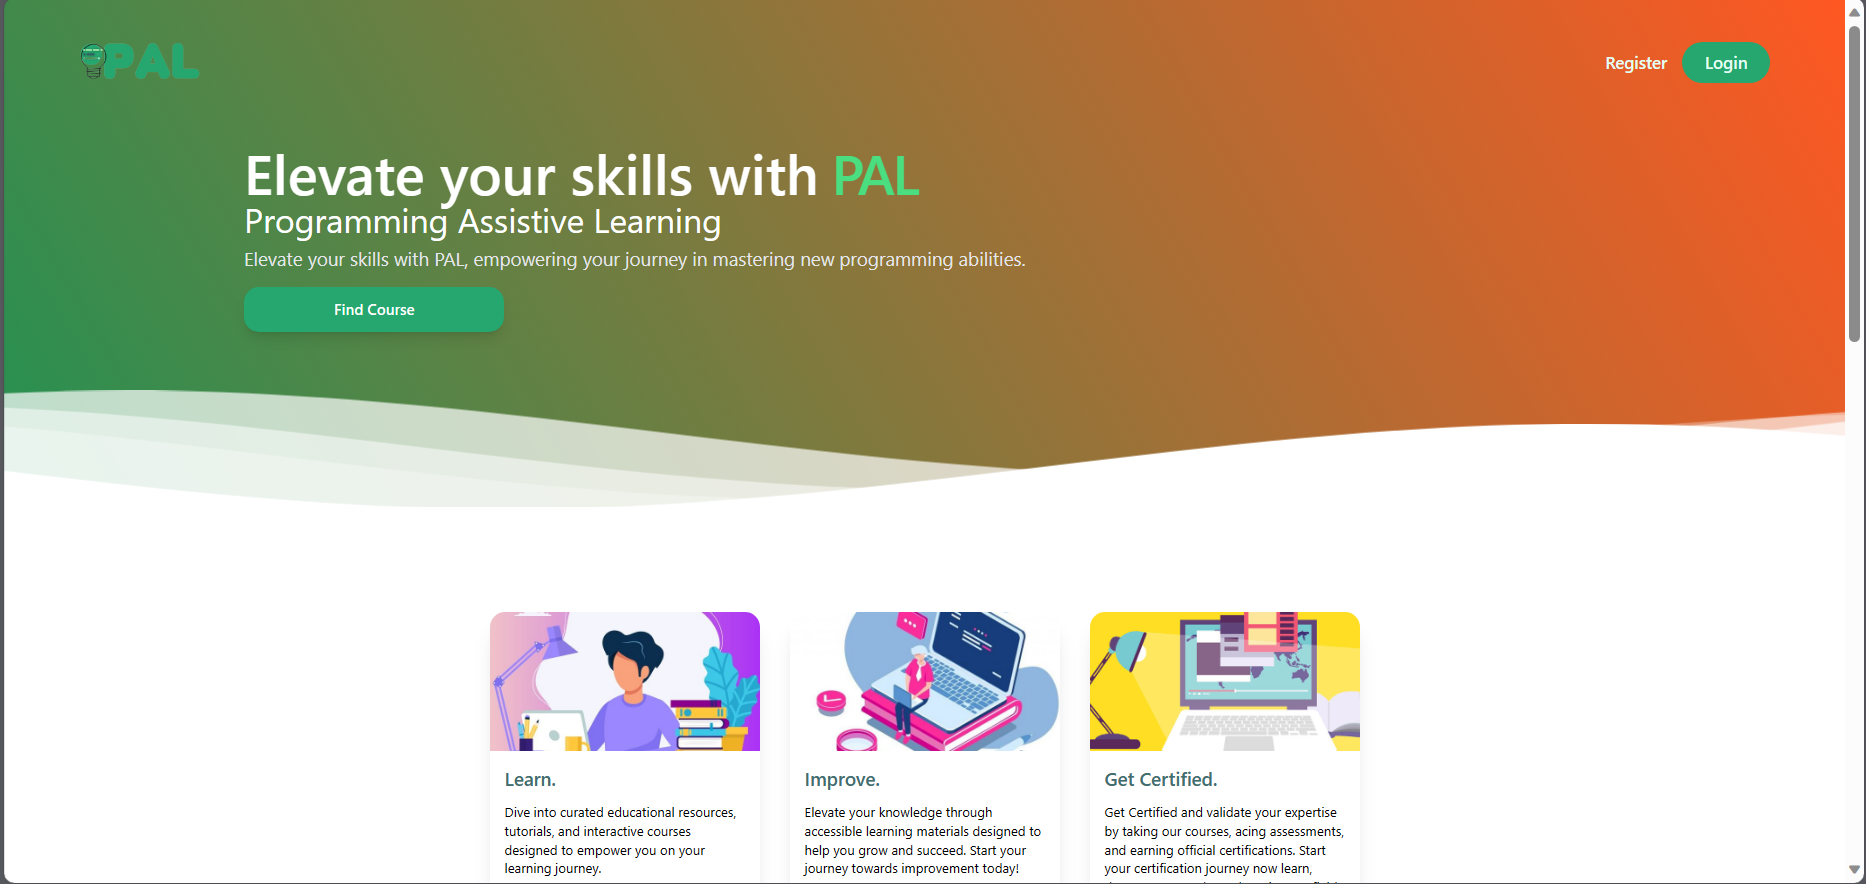 PAL
Register
Login
Elevate your skills with PAL
Programming Assistive Learning
Elevate your skills with PAL, empowering your journey in mastering new programming abilities.
Find Course
Learn.
Dive into curated educational resources,
tutorials, and interactive courses
designed to empower you on your
learning journey.
Improve.
Elevate your knowledge through
accessible learning materials designed to
help you grow and succeed. Start your
journey towards improvement today!
Get Certified.
Get Certified and validate your expertise
by taking our courses, acing assessments,
and earning official certifications. Start
your certification journey now learn,